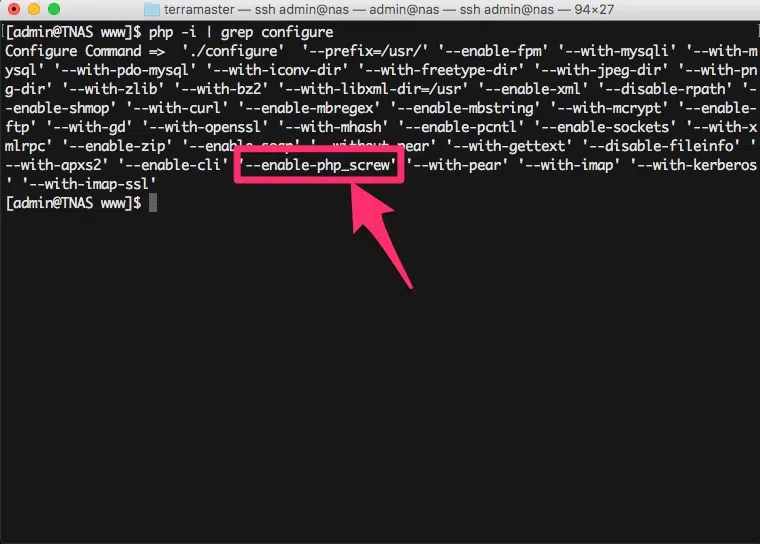 terramaster — ssh admin@nas — admin@nas — ssh admin@nas — 94×27
[admin@TNAS www]$ php -i | grep configure
Configure Command =>  './configure'  '--prefix=/usr/' '--enable-fpm' '--with-mysqli' '--with-m
ysql' '--with-pdo-mysql' '--with-iconv-dir' '--with-freetype-dir' '--with-jpeg-dir' '--with-pn
g-dir' '--with-zlib' '--with-bz2' '--with-libxml-dir=/usr' '--enable-xml' '--disable-rpath' '-
-enable-shmop' '--with-curl' '--enable-mbregex' '--enable-mbstring' '--with-mcrypt' '--enable-
ftp' '--with-gd' '--with-openssl' '--with-mhash' '--enable-pcntl' '--enable-sockets' '--with-x
mlrpc' '--enable-zip' '--enable-soap' '--without-pear' '--with-gettext' '--disable-fileinfo' '
--with-apxs2' '--enable-cli' '--enable-php_screw' '--with-pear' '--with-imap' '--with-kerberos
' '--with-imap-ssl'
[admin@TNAS www]$